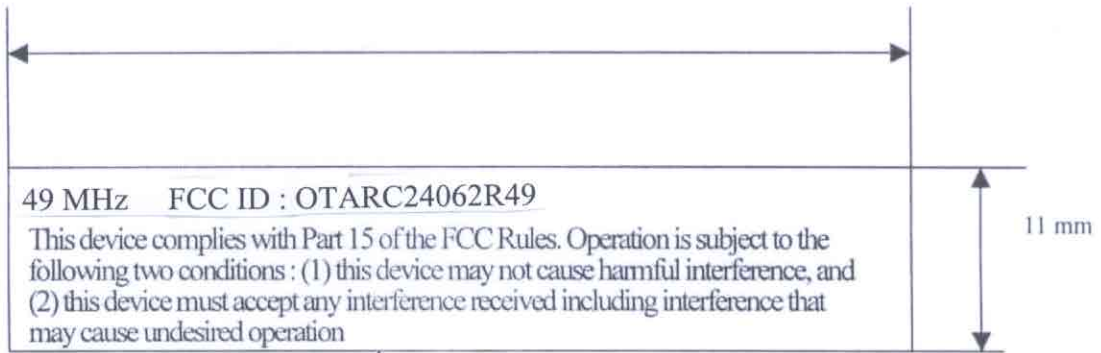 49 MHz FCC ID : OTARC24062R49
This device complies with Part 15 of the FCC Rules. Operation is subject to the
following two conditions : (1) this device may not cause harmful interference, and
(2) this device must accept any interference received including interference that
may cause undesired operation
11 mm